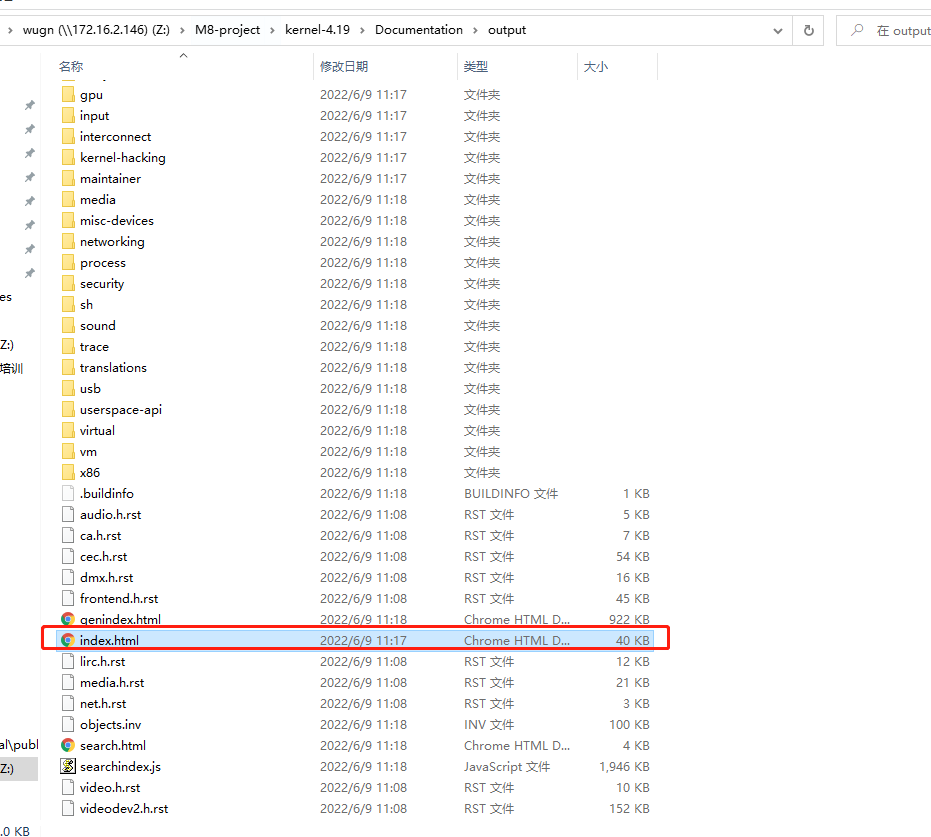 wugn (\\172.16.2.146) (Z:) > M8-project > kernel-4.19 > Documentation > output
在 output
名称 修改日期 类型 大小
gpu 2022/6/9 11:17 文件夹
input 2022/6/9 11:17 文件夹
interconnect 2022/6/9 11:17 文件夹
kernel-hacking 2022/6/9 11:17 文件夹
maintainer 2022/6/9 11:17 文件夹
media 2022/6/9 11:18 文件夹
misc-devices 2022/6/9 11:18 文件夹
networking 2022/6/9 11:18 文件夹
process 2022/6/9 11:18 文件夹
security 2022/6/9 11:18 文件夹
es
sh 2022/6/9 11:18 文件夹
sound 2022/6/9 11:18 文件夹
Z:)
trace 2022/6/9 11:18 文件夹
培训
translations 2022/6/9 11:18 文件夹
usb 2022/6/9 11:18 文件夹
userspace-api 2022/6/9 11:18 文件夹
virtual 2022/6/9 11:18 文件夹
vm 2022/6/9 11:18 文件夹
x86 2022/6/9 11:18 文件夹
.buildinfo 2022/6/9 11:18 BUILDINFO 文件 1 KB
audio.h.rst 2022/6/9 11:08 RST 文件 5 KB
ca.h.rst 2022/6/9 11:08 RST 文件 7 KB
cec.h.rst 2022/6/9 11:08 RST 文件 54 KB
dmx.h.rst 2022/6/9 11:08 RST 文件 16 KB
frontend.h.rst 2022/6/9 11:08 RST 文件 45 KB
genindex.html 2022/6/9 11:18 Chrome HTML D... 922 KB
index.html 2022/6/9 11:17 Chrome HTML D... 40 KB
lirc.h.rst 2022/6/9 11:08 RST 文件 12 KB
media.h.rst 2022/6/9 11:08 RST 文件 21 KB
net.h.rst 2022/6/9 11:08 RST 文件 3 KB
objects.inv 2022/6/9 11:18 INV 文件 100 KB
al\publ
search.html 2022/6/9 11:18 Chrome HTML D... 4 KB
Z:)
searchindex.js 2022/6/9 11:18 JavaScript 文件 1,946 KB
video.h.rst 2022/6/9 11:08 RST 文件 10 KB
videodev2.h.rst 2022/6/9 11:08 RST 文件 152 KB
.0 KB